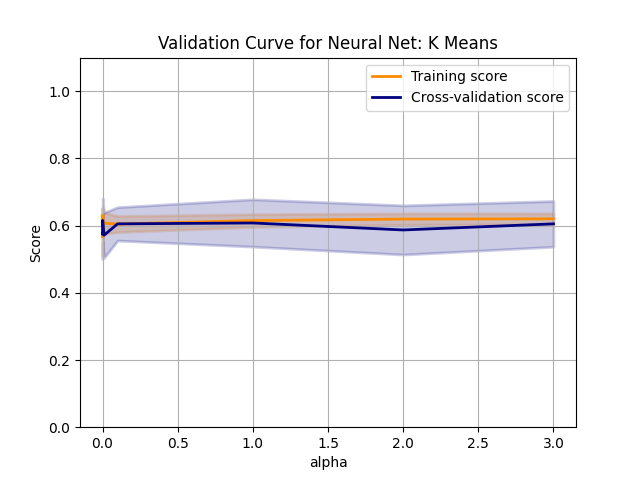 Validation Curve for Neural Net: K Means
Training score
Cross-validation score
Score
1.0
0.8
0.6
0.4
0.2
0.0
0.0 0.5 1.0 1.5 2.0 2.5 3.0
alpha